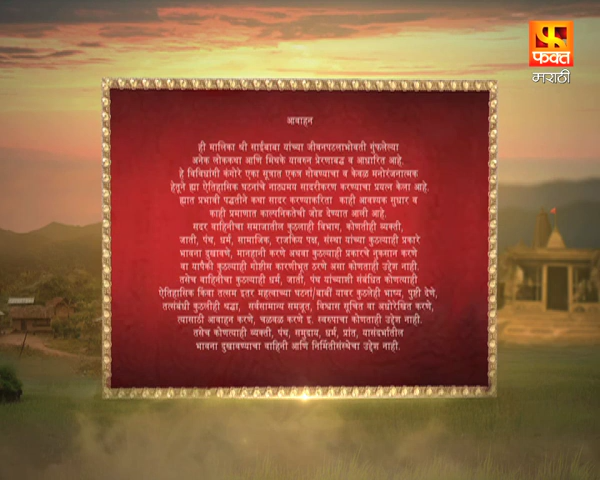 फक्त
मराठी
आवाहन
ही मालिका श्री साईबाबा यांच्या जीवनपटलाभोवती गुंफलेल्या
अनेक लोककथा आणि मिथके यावरुन प्रेरणाबद्ध व आधारित आहे.
हे विविधांगी कंगोरे एका सूत्रात एकत्र गोवण्याचा व केवळ मनोरंजनात्मक
हेतूने ह्या ऐतिहासिक घटनांचे नाट्यमय सादरीकरण करण्याचा प्रयत्न केला आहे.
ह्यात प्रभावी पद्धतीने कथा सादर करण्याकरिता काही आवश्यक सुधार व
काही प्रमाणात काल्पनिकतेची जोड देण्यात आली आहे.
सदर वाहिनीचा समाजातील कुठलाही विभाग, कोणतीही व्यक्ती,
जाती, पंथ, धर्म, सामाजिक, राजकिय पक्ष, संस्था यांच्या कुठल्याही प्रकारे
भावना दुखावणे, मानहानी करणे अथवा कुठल्याही प्रकारचे नुकसान करणे
वा यापैकी कुठल्याही गोष्टीस कारणीभूत ठरणे असा कोणताही उद्देश नाही.
तसेच वाहिनीचा कुठल्याही धर्म, जाती, पंथ यांच्याशी संबंधित कोणत्याही
ऐतिहासिक किंवा तत्सम इतर महत्वाच्या घटना/बाबीं यावर कुठलेही भाष्य, पुष्टी देणे,
तत्संबंधी कुठलीही श्रद्धा, सर्वसामान्य समजूत, विश्वास सूचित वा अधोरेखित करणे,
त्यासाठी आवाहन करणे, चळवळ करणे इ. स्वरुपाचा कोणताही उद्देश नाही.
तसेच कोणत्याही व्यक्ती, पंथ, समुदाय, धर्म, प्रांत, यासंदर्भातील
भावना दुखावण्याचा वाहिनी आणि निर्मितीसंस्थेचा उद्देश नाही.